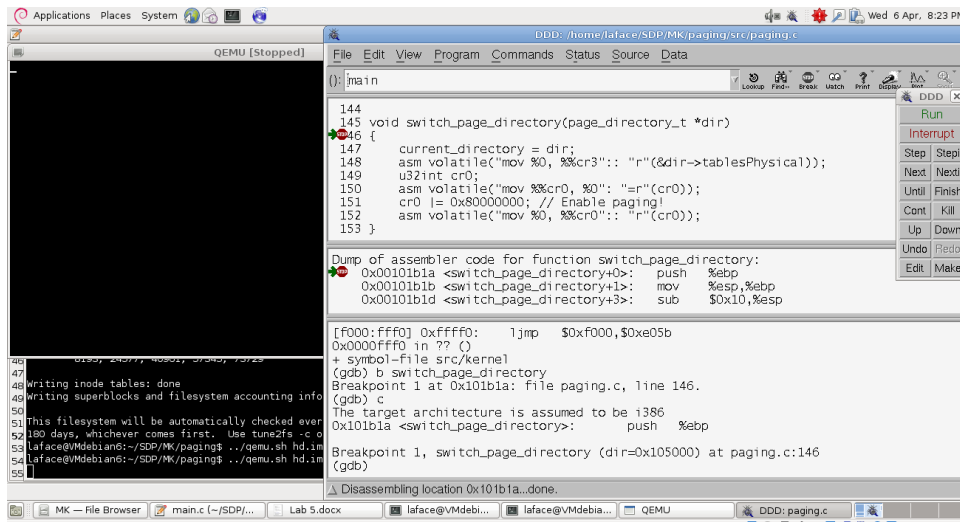 Applications Places System Wed 6 Apr, 8:23 PM
QEMU [Stopped]
DDD: /home/laface/SDP/MK/paging/src/paging.c
File Edit View Program Commands Status Source Data
(): main
Lookup Find» Break Watch Print Display
144
145 void switch_page_directory(page_directory_t *dir)
146 {
147 current_directory = dir;
148 asm volatile("mov %0, %%cr3":: "r"(&dir->tablesPhysical));
149 u32int cr0;
150 asm volatile("mov %%cr0, %0": "=r"(cr0));
151 cr0 |= 0x80000000; // Enable paging!
152 asm volatile("mov %0, %%cr0":: "r"(cr0));
153 }
DDD
Run
Interrupt
Step Stepi
Next Nexti
Until Finish
Cont Kill
Up Down
Undo Redo
Edit Make
Dump of assembler code for function switch_page_directory:
0x00101b1a <switch_page_directory+0>: push %ebp
0x00101b1b <switch_page_directory+1>: mov %esp,%ebp
0x00101b1d <switch_page_directory+3>: sub $0x10,%esp
[f000:fff0] 0xffff0: ljmp $0xf000,$0xe05b
0x0000fff0 in ?? ()
+ symbol-file src/kernel
(gdb) b switch_page_directory
Breakpoint 1 at 0x101b1a: file paging.c, line 146.
(gdb) c
The target architecture is assumed to be i386
0x101b1a <switch_page_directory>: push %ebp
Breakpoint 1, switch_page_directory (dir=0x105000) at paging.c:146
(gdb)
Disassembling location 0x101b1a...done.
46
47
48 Writing inode tables: done
49 Writing superblocks and filesystem accounting info
50
51 This filesystem will be automatically checked ever
52 180 days, whichever comes first. Use tune2fs -c o
53 laface@VMdebian6:~/SDP/MK/paging$ ../qemu.sh hd.im
54 laface@VMdebian6:~/SDP/MK/paging$ ../qemu.sh hd.im
55
MK — File Browser main.c (~/SDP/... Lab 5.docx laface@VMdebi... laface@VMdebia... QEMU DDD: paging.c